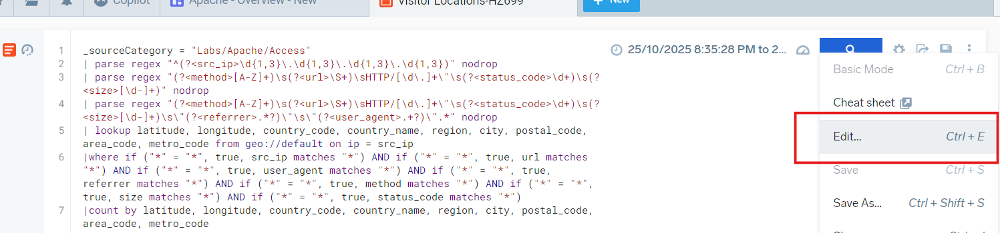 Copilot
Apache - Overview - New
Visitor Locations-HZ699
+ New
25/10/2025 8:35:28 PM to 2...
1 _sourceCategory = "Labs/Apache/Access"
2 | parse regex "^(?<src_ip>\d{1,3}\.\d{1,3}\.\d{1,3}\.\d{1,3})" nodrop
3 | parse regex "(?<method>[A-Z]+)\s(?<url>\S+)\sHTTP/[\d\.]+\"\s(?<status_code>\d+)\s(?
<size>[\d-]+)" nodrop
4 | parse regex "(?<method>[A-Z]+)\s(?<url>\S+)\sHTTP/[\d\.]+\"\s(?<status_code>\d+)\s(?
<size>[\d-]+)\s\"(?<referrer>.*?)\"\s\"(?<user_agent>.+?)\".*" nodrop
5 | lookup latitude, longitude, country_code, country_name, region, city, postal_code,
area_code, metro_code from geo://default on ip = src_ip
6 |where if ("*" = "*", true, src_ip matches "*") AND if ("*" = "*", true, url matches
"*") AND if ("*" = "*", true, user_agent matches "*") AND if ("*" = "*", true,
referrer matches "*") AND if ("*" = "*", true, method matches "*") AND if ("*" = "*",
true, size matches "*") AND if ("*" = "*", true, status_code matches "*")
7 |count by latitude, longitude, country_code, country_name, region, city, postal_code,
area_code, metro_code
Basic Mode Ctrl + B
Cheat sheet
Edit... Ctrl + E
Save Ctrl + S
Save As... Ctrl + Shift + S